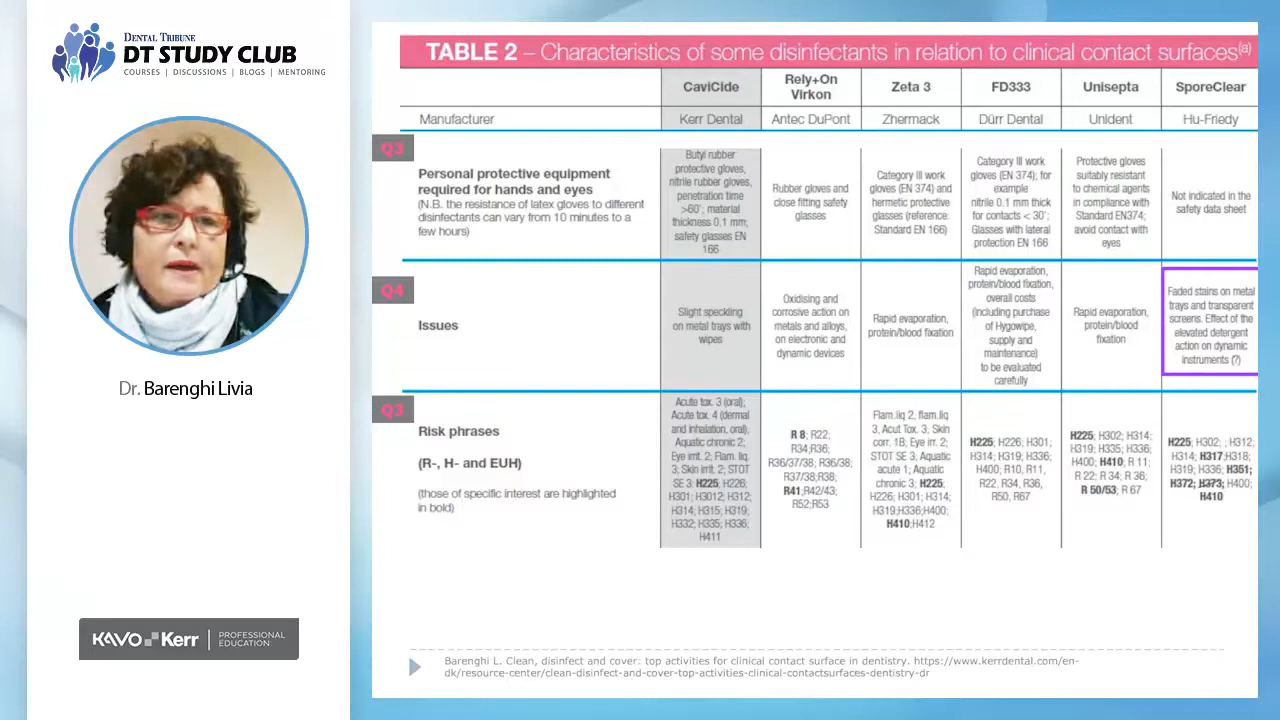 DENTAL TRIBUNE
DT STUDY CLUB
COURSES | DISCUSSIONS | BLOGS | MENTORING
Dr. Barenghi Livia
KAVO Kerr | PROFESSIONAL
EDUCATION
TABLE 2 – Characteristics of some disinfectants in relation to clinical contact surfaces(a)
CaviCide
Rely+On
Virkon
Zeta 3
FD333
Unisepta
SporeClear
Manufacturer
Kerr Dental
Antec DuPont
Zhermack
Dürr Dental
Unident
Hu-Friedy
Q3
Personal protective equipment
required for hands and eyes
(N.B. the resistance of latex gloves to different
disinfectants can vary from 10 minutes to a
few hours)
Butyl rubber
protective gloves,
nitrile rubber gloves,
penetration time
>60'; material
thickness 0.1 mm;
safety glasses EN
166
Rubber gloves and
close fitting safety
glasses
Category III work
gloves (EN 374) and
hermetic protective
glasses (reference:
Standard EN 166)
Category III work
gloves (EN 374); for
example
nitrile 0.1 mm thick
for contacts < 30';
Glasses with lateral
protection EN 166
Protective gloves
suitably resistant
to chemical agents
in compliance with
Standard EN374;
avoid contact with
eyes
Not indicated in the
safety data sheet
Q4
Issues
Slight speckling
on metal trays with
wipes
Oxidising and
corrosive action on
metals and alloys,
on electronic and
dynamic devices
Rapid evaporation,
protein/blood fixation
Rapid evaporation,
protein/blood fixation,
overall costs
(including purchase
of Hygowipe,
supply and
maintenance)
to be evaluated
carefully
Rapid evaporation,
protein/blood
fixation
Faded stains on metal
trays and transparent
screens. Effect of the
elevated detergent
action on dynamic
instruments (?)
Q3
Risk phrases
(R-, H- and EUH)
(those of specific interest are highlighted
in bold)
Acute tox. 3 (oral);
Acute tox. 4 (dermal
and inhalation, oral),
Aquatic chronic 2;
Eye irrit. 2; Flam. liq.
3; Skin irrit. 2; STOT
SE 3; H225, H226;
H301; H3012; H312;
H314; H315; H319;
H332; H335; H336;
H411
R 8; R22;
R34;R36;
R36/37/38; R36/38;
R37/38;R38;
R41;R42/43;
R52;R53
Flam.liq 2, flam.liq
3, Acut Tox. 3; Skin
corr. 1B; Eye irr. 2;
STOT SE 3; Aquatic
acute 1; Aquatic
chronic 3; H225;
H226; H301; H314;
H319;H336;H400;
H410;H412
H225; H226; H301;
H314; H319; H336;
H400; R10, R11,
R22, R34, R36,
R50, R67
H225; H302; H314;
H319; H335; H336;
H400; H410; R 11;
R 22; R 34; R 36;
R 50/53; R 67
H225; H302; ; H312;
H314; H317;H318;
H319; H336; H351;
H372; H373; H400;
H410
Barenghi L. Clean, disinfect and cover: top activities for clinical contact surface in dentistry. https://www.kerrdental.com/en-
dk/resource-center/clean-disinfect-and-cover-top-activities-clinical-contactsurfaces-dentistry-dr